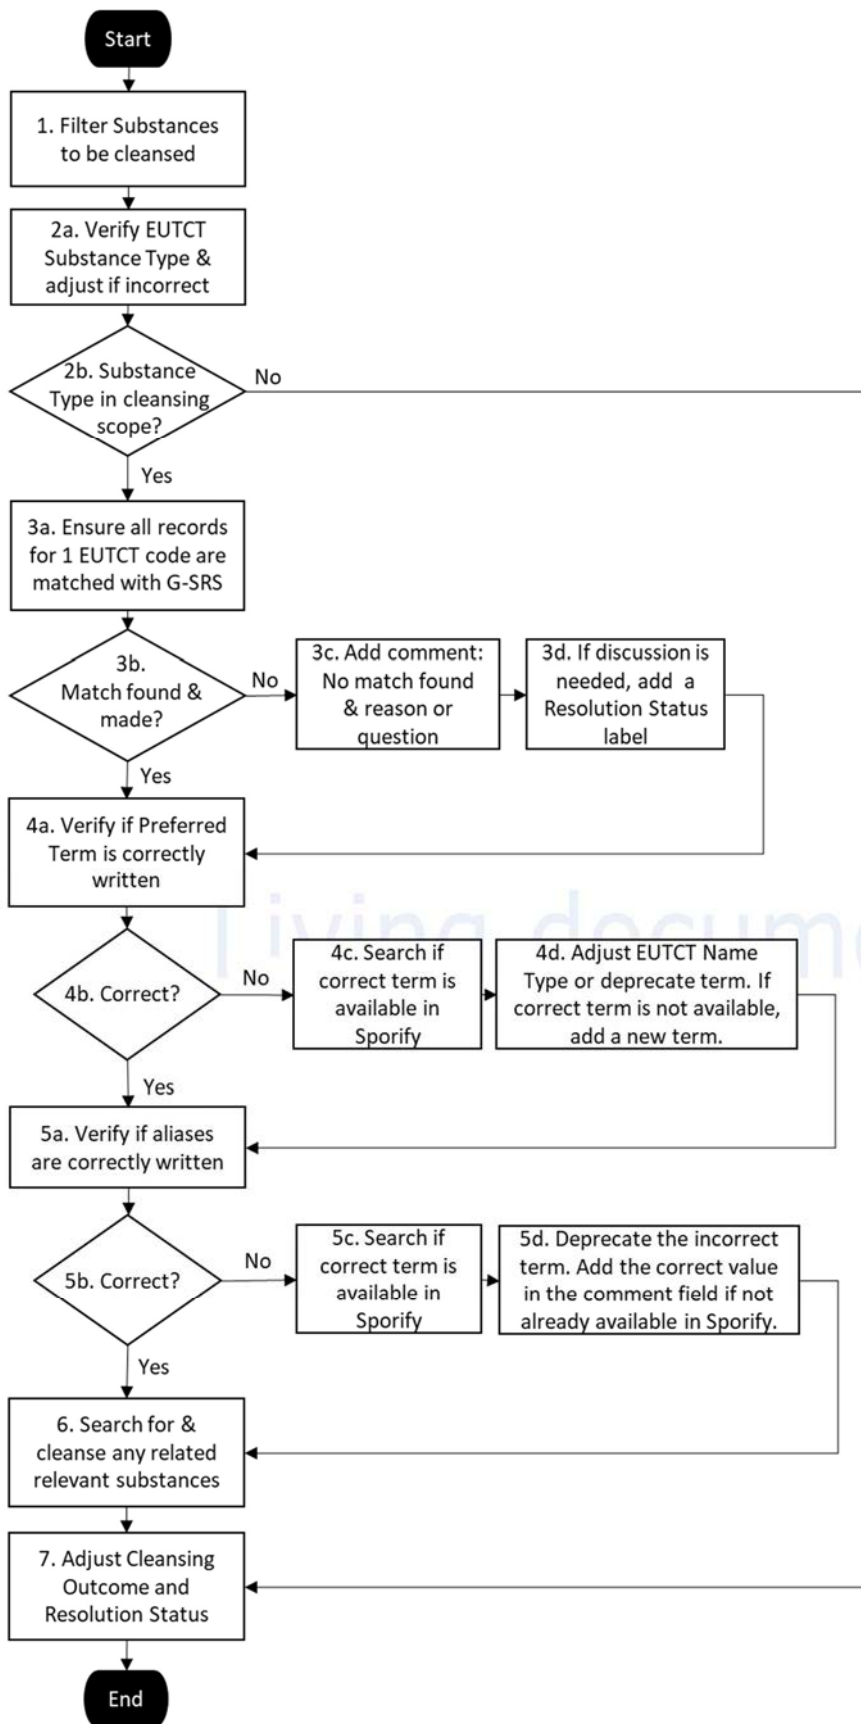 Start
1. Filter Substances
to be cleansed
2a. Verify EUTCT
Substance Type &
adjust if incorrect
2b. Substance
Type in cleansing
scope?
No
Yes
3a. Ensure all records
for 1 EUTCT code are
matched with G-SRS
3b.
Match found &
made?
No
3c. Add comment:
No match found
& reason or
question
3d. If discussion is
needed, add a
Resolution Status
label
Yes
4a. Verify if Preferred
Term is correctly
written
Living docum
4b. Correct?
No
4c. Search if
correct term is
available in
Sporify
4d. Adjust EUTCT Name
Type or deprecate term. If
correct term is not available,
add a new term.
Yes
5a. Verify if aliases
are correctly written
5b. Correct?
No
5c. Search if
correct term is
available in
Sporify
5d. Deprecate the incorrect
term. Add the correct value
in the comment field if not
already available in Sporify.
Yes
6. Search for &
cleanse any related
relevant substances
7. Adjust Cleansing
Outcome and
Resolution Status
End